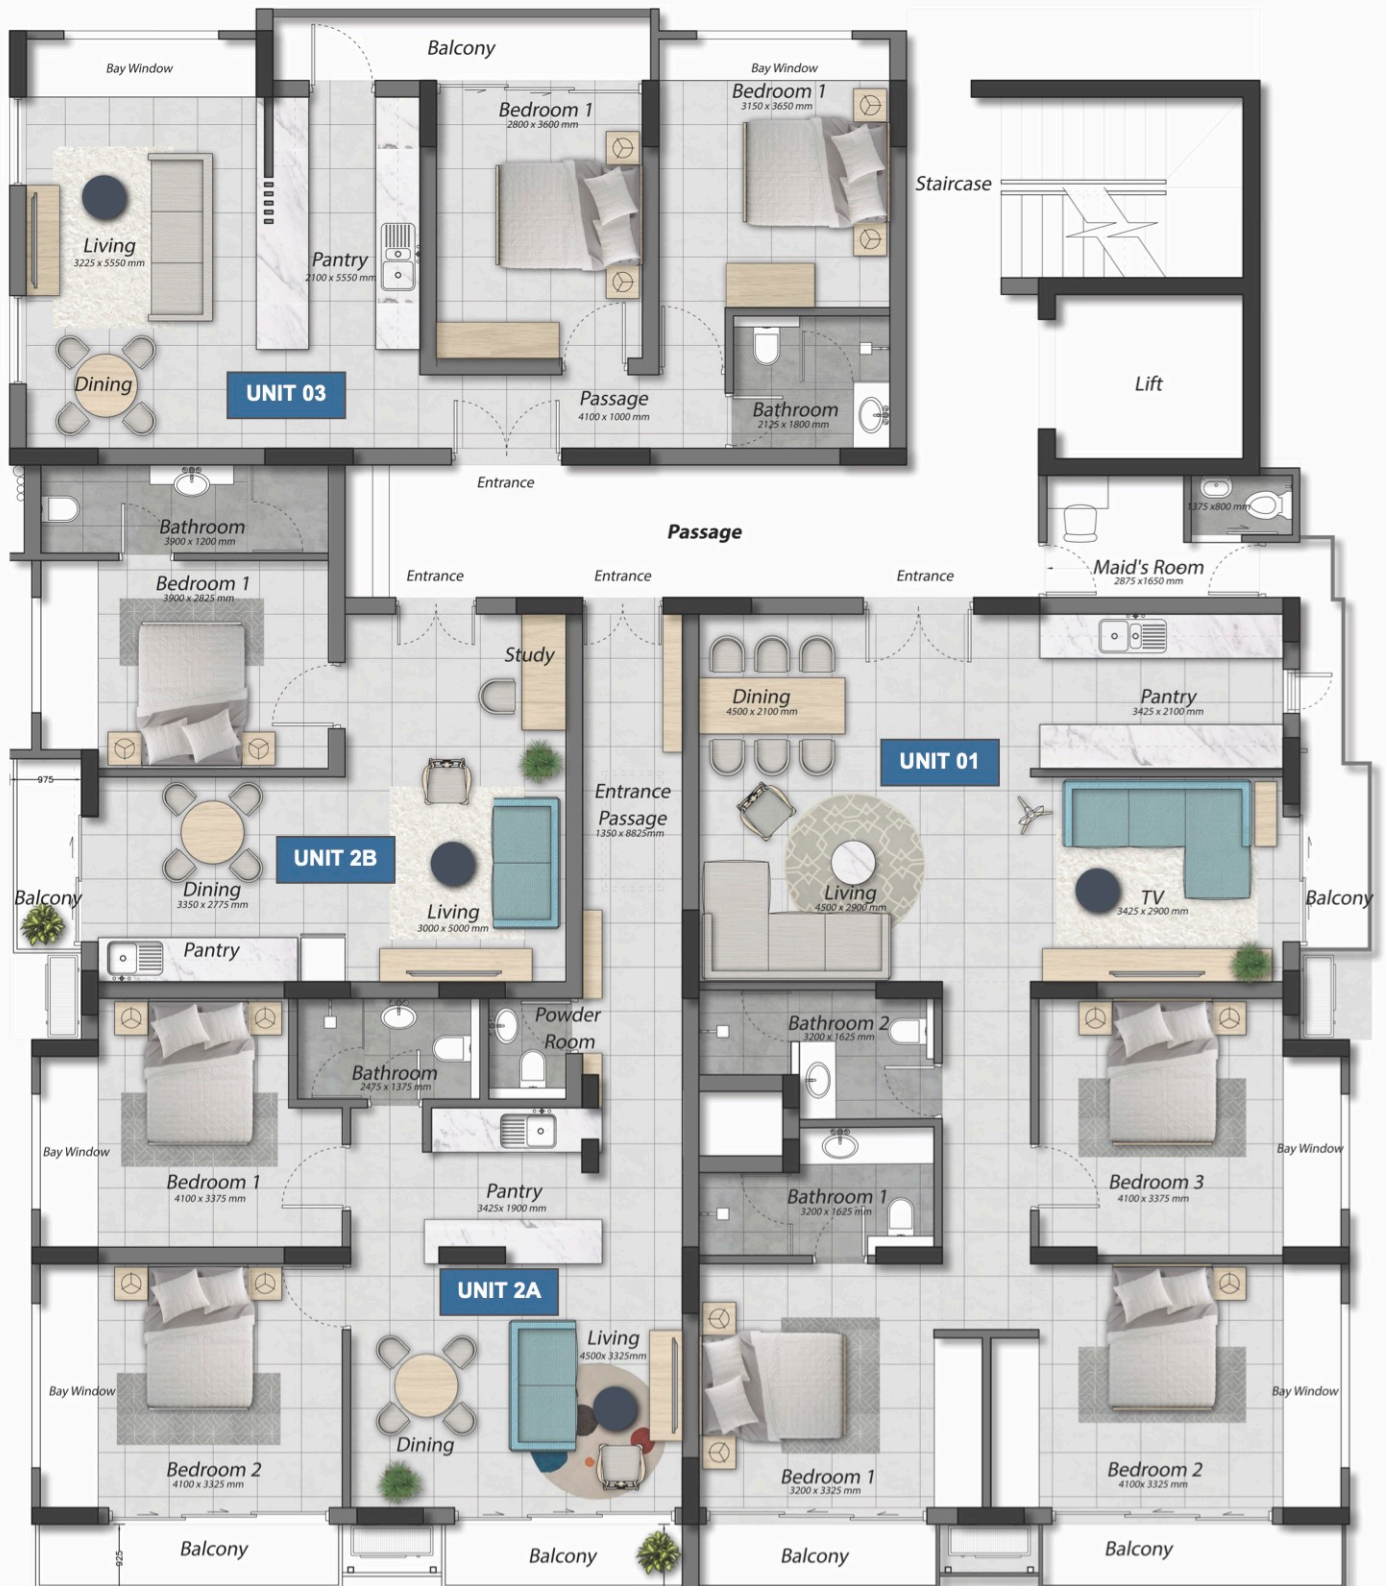 Balcony
Bay Window
Bay Window
Bedroom 1
2800 x 3600 mm
Bedroom 1
3150 x 3650 mm
Staircase
Living
3225 x 5550 mm
Pantry
2100 x 5550 mm
Dining
UNIT 03
Passage
4100 x 1000 mm
Bathroom
2125 x 1800 mm
Lift
Entrance
Bathroom
3900 x 1200 mm
Passage
1375 x800 mm
Bedroom 1
3900 x 2825 mm
Entrance
Entrance
Entrance
Maid's Room
2875 x1650 mm
Study
Dining
4500 x 2100 mm
Pantry
3425 x 2100 mm
UNIT 01
975
Entrance
Passage
1350 x 8825mm
UNIT 2B
Dining
3350 x 2775 mm
Balcony
Living
3000 x 5000 mm
Living
4500 x 2900 mm
TV
3425 x 2900 mm
Balcony
Pantry
Powder
Room
Bathroom 2
3200 x 1625 mm
Bathroom
2475 x 1375 mm
Bay Window
Bedroom 1
4100 x 3375 mm
Pantry
3425x 1900 mm
Bathroom 1
3200 x 1625 mm
Bedroom 3
4100 x 3375 mm
Bay Window
UNIT 2A
Living
4500x 3325mm
Bay Window
Bay Window
Dining
Bedroom 2
4100 x 3325 mm
Bedroom 1
3200 x 3325 mm
Bedroom 2
4100x 3325 mm
925
Balcony
Balcony
Balcony
Balcony